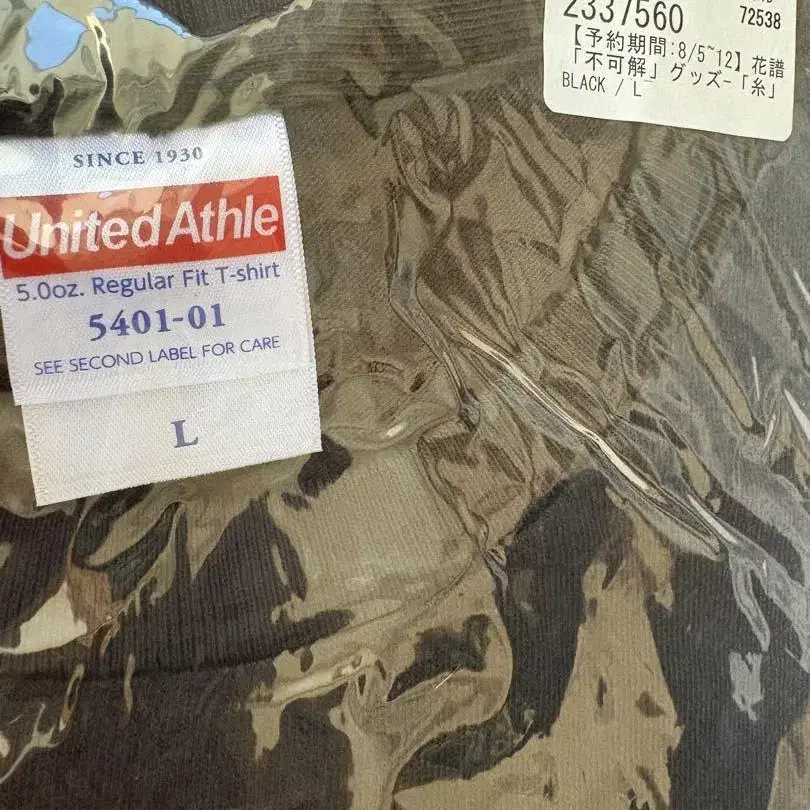 2337560
72538
【予約期間:8/5~12】花譜
「不可解」グッズ-「糸」
BLACK / L
SINCE 1930
United Athle
5.0oz. Regular Fit T-shirt
5401-01
SEE SECOND LABEL FOR CARE
L